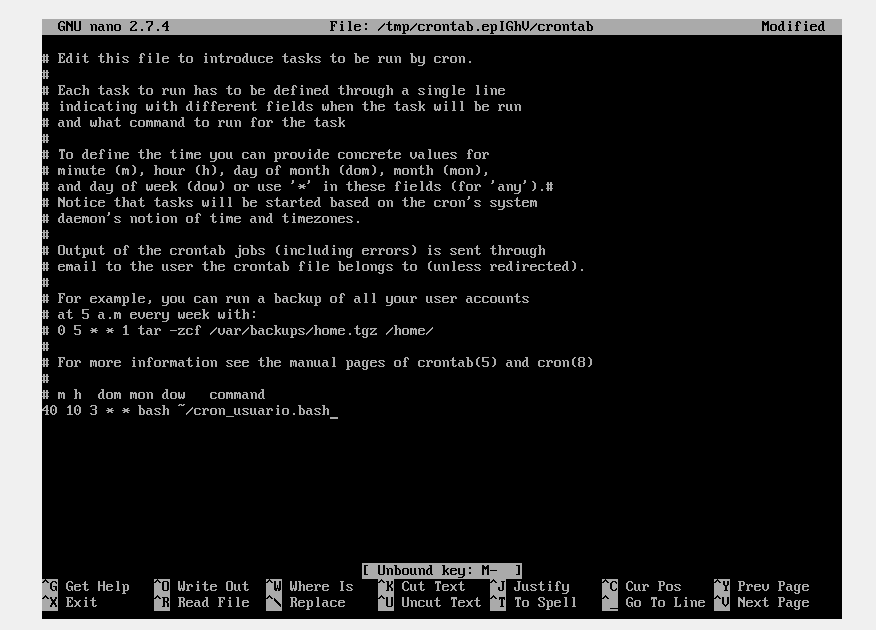 GNU nano 2.7.4 File: /tmp/crontab.epIGhV/crontab Modified
# Edit this file to introduce tasks to be run by cron.
#
# Each task to run has to be defined through a single line
# indicating with different fields when the task will be run
# and what command to run for the task
#
# To define the time you can provide concrete values for
# minute (m), hour (h), day of month (dom), month (mon),
# and day of week (dow) or use '*' in these fields (for 'any').#
# Notice that tasks will be started based on the cron's system
# daemon's notion of time and timezones.
#
# Output of the crontab jobs (including errors) is sent through
# email to the user the crontab file belongs to (unless redirected).
#
# For example, you can run a backup of all your user accounts
# at 5 a.m every week with:
# 0 5 * * 1 tar -zcf /var/backups/home.tgz /home/
#
# For more information see the manual pages of crontab(5) and cron(8)
#
# m h  dom mon dow   command
40 10 3 * * bash ~/cron_usuario.bash_
[ Unbound key: M- ]
^G Get Help ^O Write Out ^W Where Is ^K Cut Text ^J Justify ^C Cur Pos ^Y Prev Page
^X Exit ^R Read File ^\ Replace ^U Uncut Text ^T To Spell ^_ Go To Line ^V Next Page